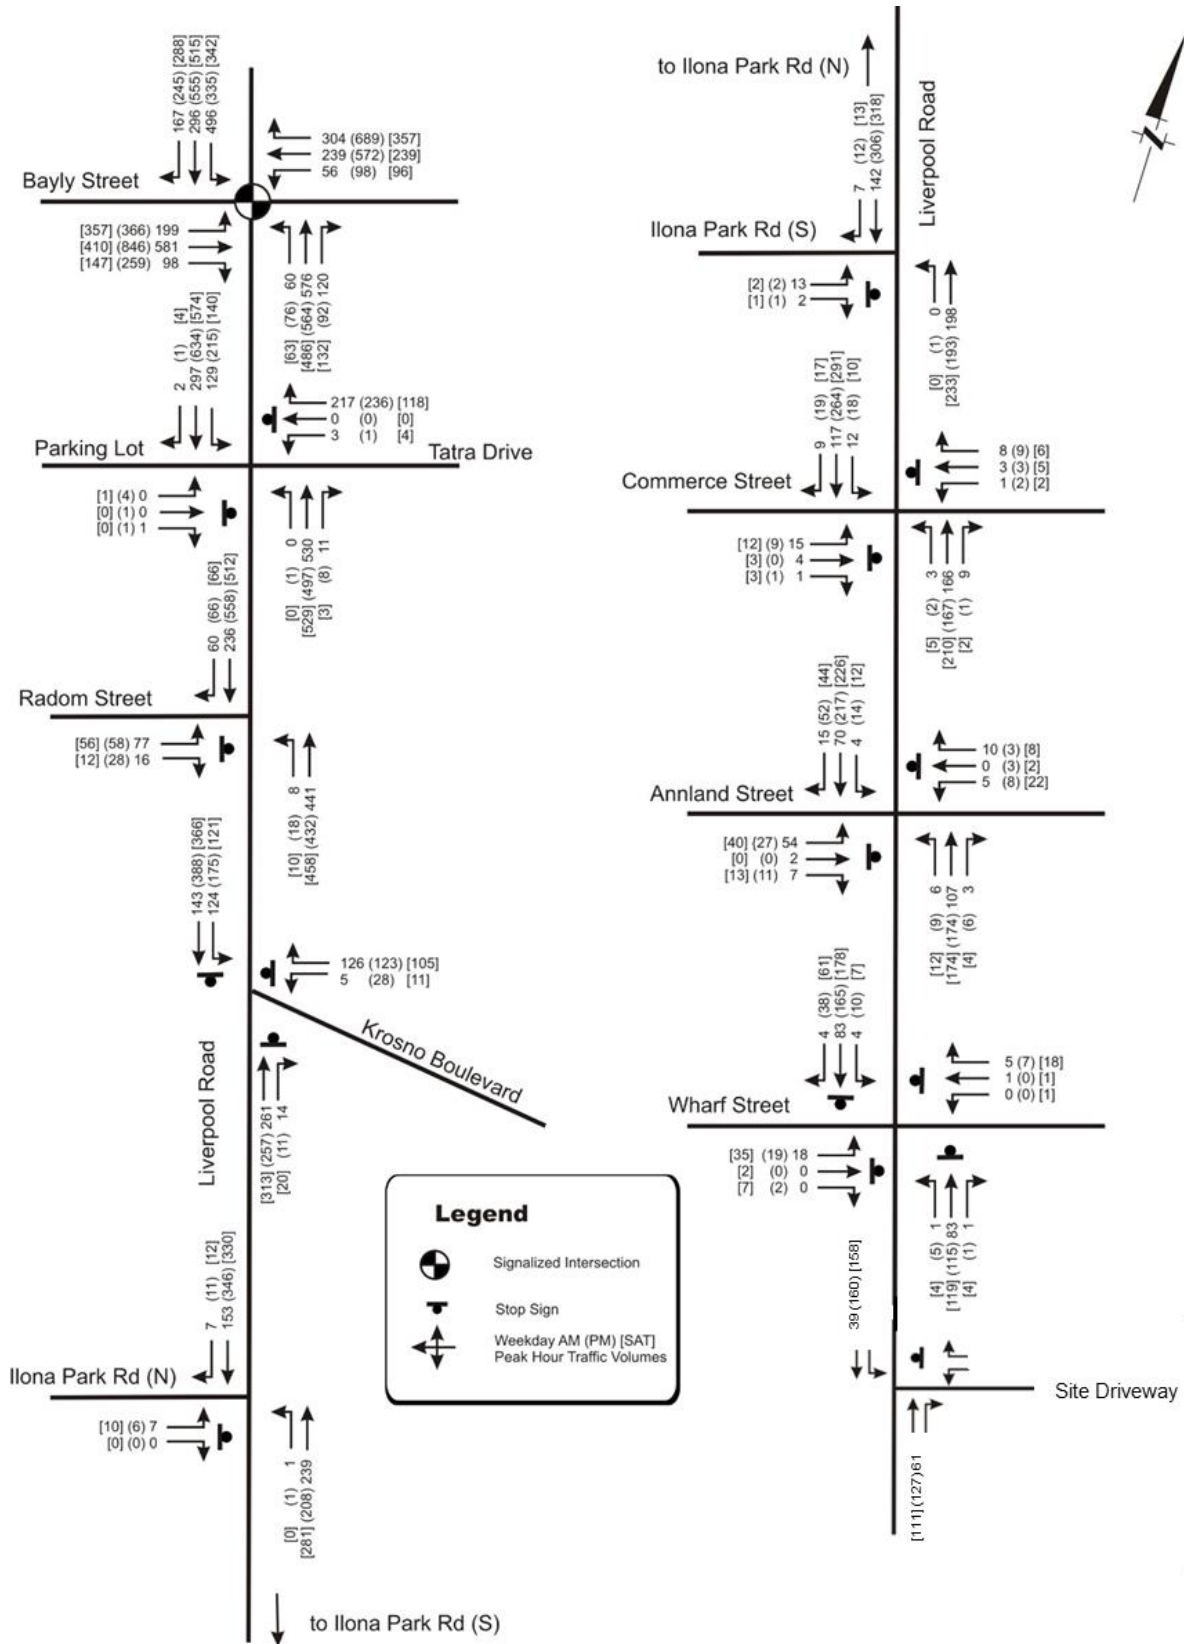 167 (245) [288]
296 (555) [515]
496 (335) [342]
304 (689) [357]
239 (572) [239]
56 (98) [96]
Bayly Street
[357] (366) 199
[410] (846) 581
[147] (259) 98
[63] (76) 60
[486] (564) 576
[132] (92) 120
2 (1) [4]
297 (634) [574]
129 (215) [140]
217 (236) [118]
0 (0) [0]
3 (1) [4]
Parking Lot
Tatra Drive
[1] (4) 0
[0] (1) 0
[0] (1) 1
[0] (1) 0
[529] (497) 530
[3] (8) 11
60 (66) [66]
236 (558) [512]
Radom Street
[56] (58) 77
[12] (28) 16
[10] (18) 8
[458] (432) 441
143 (388) [366]
124 (175) [121]
126 (123) [105]
5 (28) [11]
Krosno Boulevard
Liverpool Road
[313] (257) 261
[20] (11) 14
7 (11) [12]
153 (346) [330]
Ilona Park Rd (N)
[10] (6) 7
[0] (0) 0
[0] (1) 1
[281] (208) 239
to Ilona Park Rd (S)
Legend
Signalized Intersection
Stop Sign
Weekday AM (PM) [SAT]
Peak Hour Traffic Volumes
to Ilona Park Rd (N)
7 (12) [13]
142 (306) [318]
Liverpool Road
N
Ilona Park Rd (S)
[2] (2) 13
[1] (1) 2
[0] (1) 0
[233] (193) 198
9 (19) [17]
117 (264) [291]
12 (18) [10]
8 (9) [6]
3 (3) [5]
1 (2) [2]
Commerce Street
[12] (9) 15
[3] (0) 4
[3] (1) 1
[5] (2) 3
[210] (167) 166
[2] (1) 9
15 (52) [44]
70 (217) [226]
4 (14) [12]
10 (3) [8]
0 (3) [2]
5 (8) [22]
Annland Street
[40] {27) 54
[0] (0) 2
[13] (11) 7
[12] (9) 6
[174] (174) 107
[4] (6) 3
4 (38) [61]
83 (165) [178]
4 (10) [7]
5 (7) [18]
1 (0) [1]
0 (0) [1]
Wharf Street
[35] (19) 18
[2] (0) 0
[7] (2) 0
[4] (5) 1
[119] (115) 83
[4] (1) 1
39 (160) [158]
Site Driveway
[111] (127)61